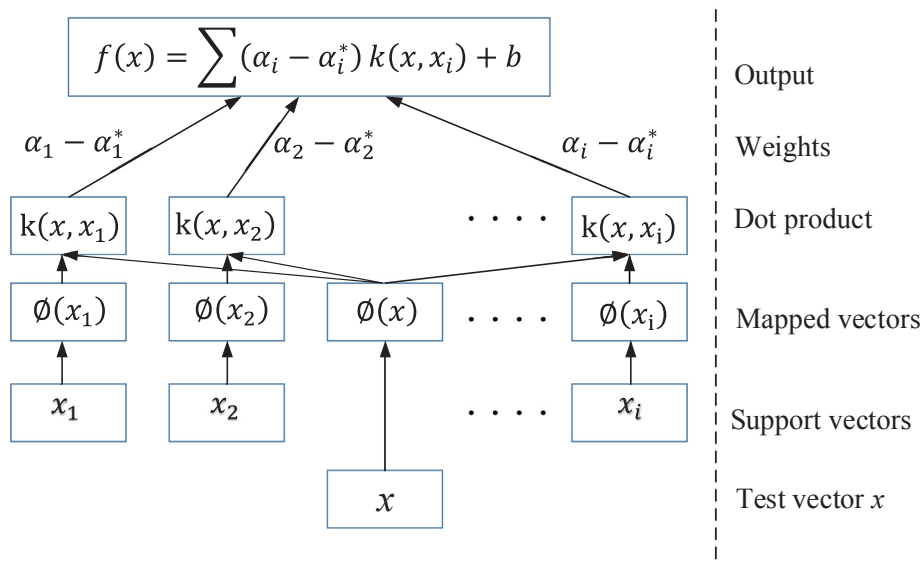 f(x) = ∑(αᵢ − αᵢ*) k(x, xᵢ) + b
Output
α₁ − α₁*
α₂ − α₂*
αᵢ − αᵢ*
Weights
k(x, x₁)
k(x, x₂)
. . . .
k(x, xᵢ)
Dot product
∅(x₁)
∅(x₂)
∅(x)
. . . .
∅(xᵢ)
Mapped vectors
x₁
x₂
. . . .
xᵢ
Support vectors
x
Test vector x